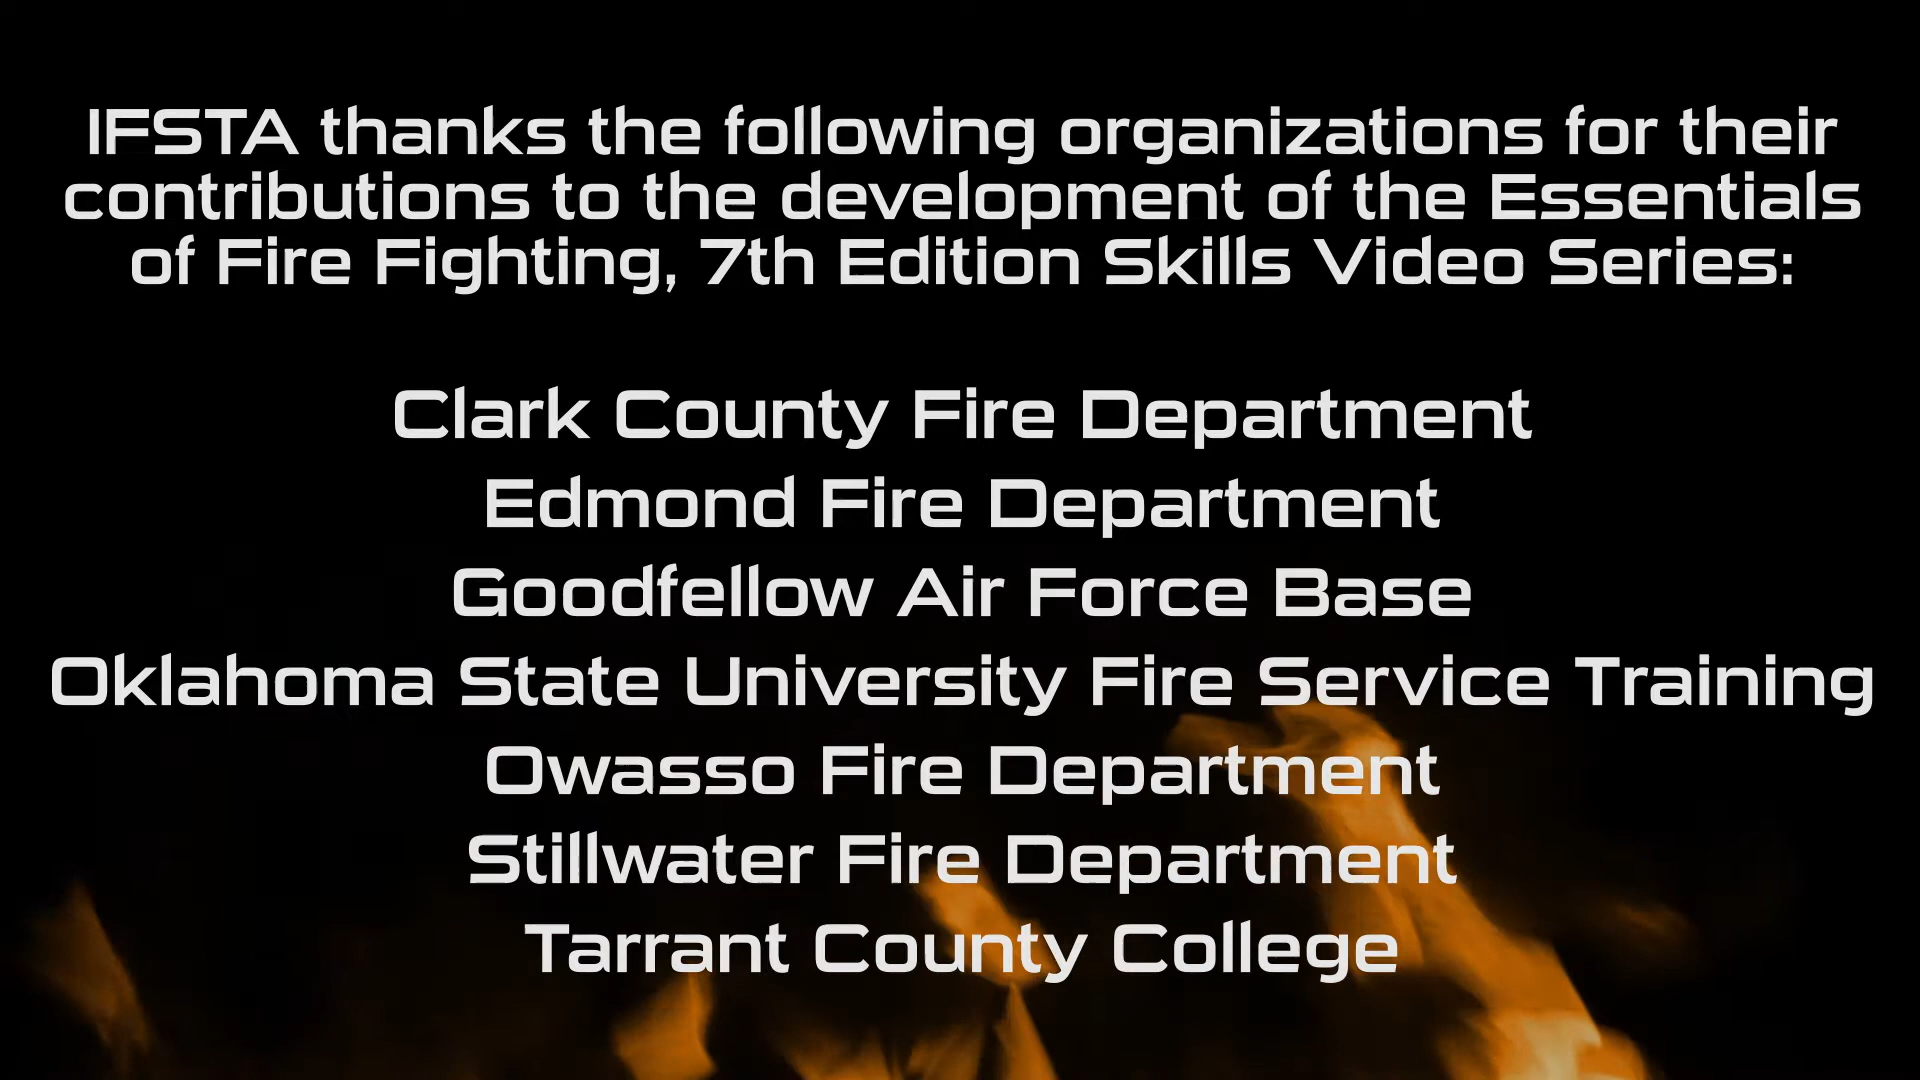 IFSTA thanks the following organizations for their
contributions to the development of the Essentials
of Fire Fighting, 7th Edition Skills Video Series:
Clark County Fire Department
Edmond Fire Department
Goodfellow Air Force Base
Oklahoma State University Fire Service Training
Owasso Fire Department
Stillwater Fire Department
Tarrant County College